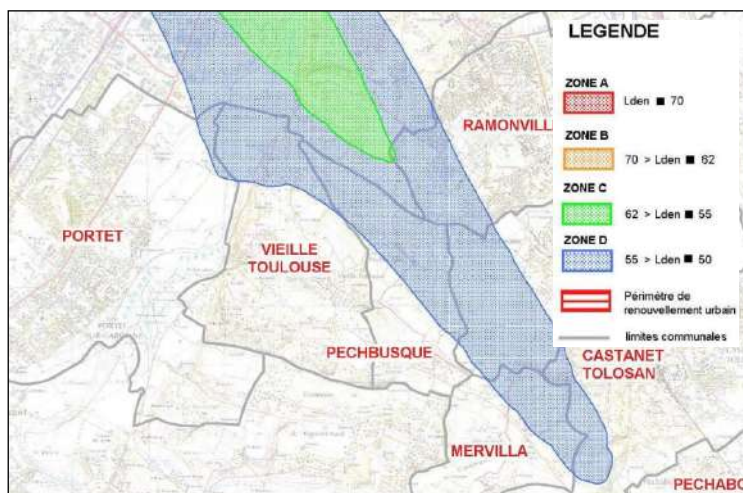 LEGENDE
ZONE A
Lden ■ 70
ZONE B
70 > Lden ■ 62
ZONE C
62 > Lden ■ 55
ZONE D
55 > Lden ■ 50
Périmètre de
renouvellement urbain
limites communales
RAMONVILL
PORTET
VIEILLE
TOULOUSE
PECHBUSQUE
CASTANET
TOLOSAN
MERVILLA
PECHABO